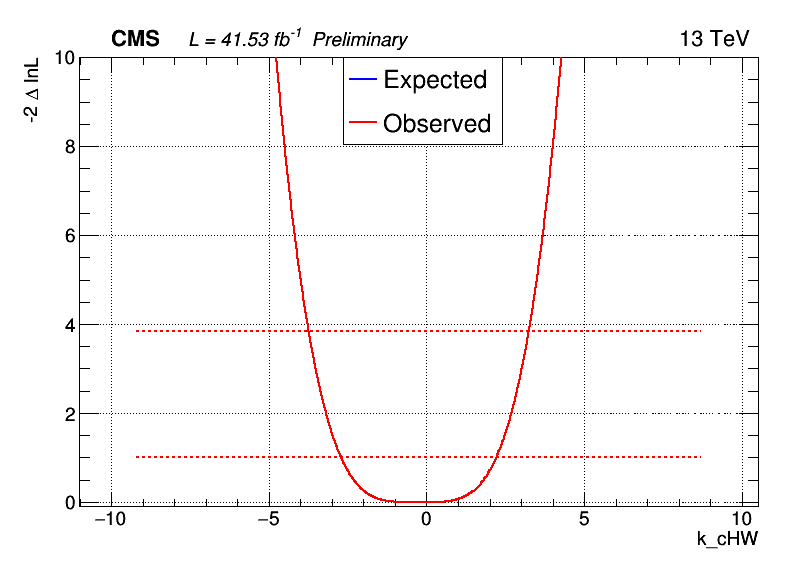 CMS L = 41.53 fb⁻¹ Preliminary 13 TeV
-2 Δ lnL
Expected
Observed
10
8
6
4
2
0
−10 −5 0 5 10
k_cHW